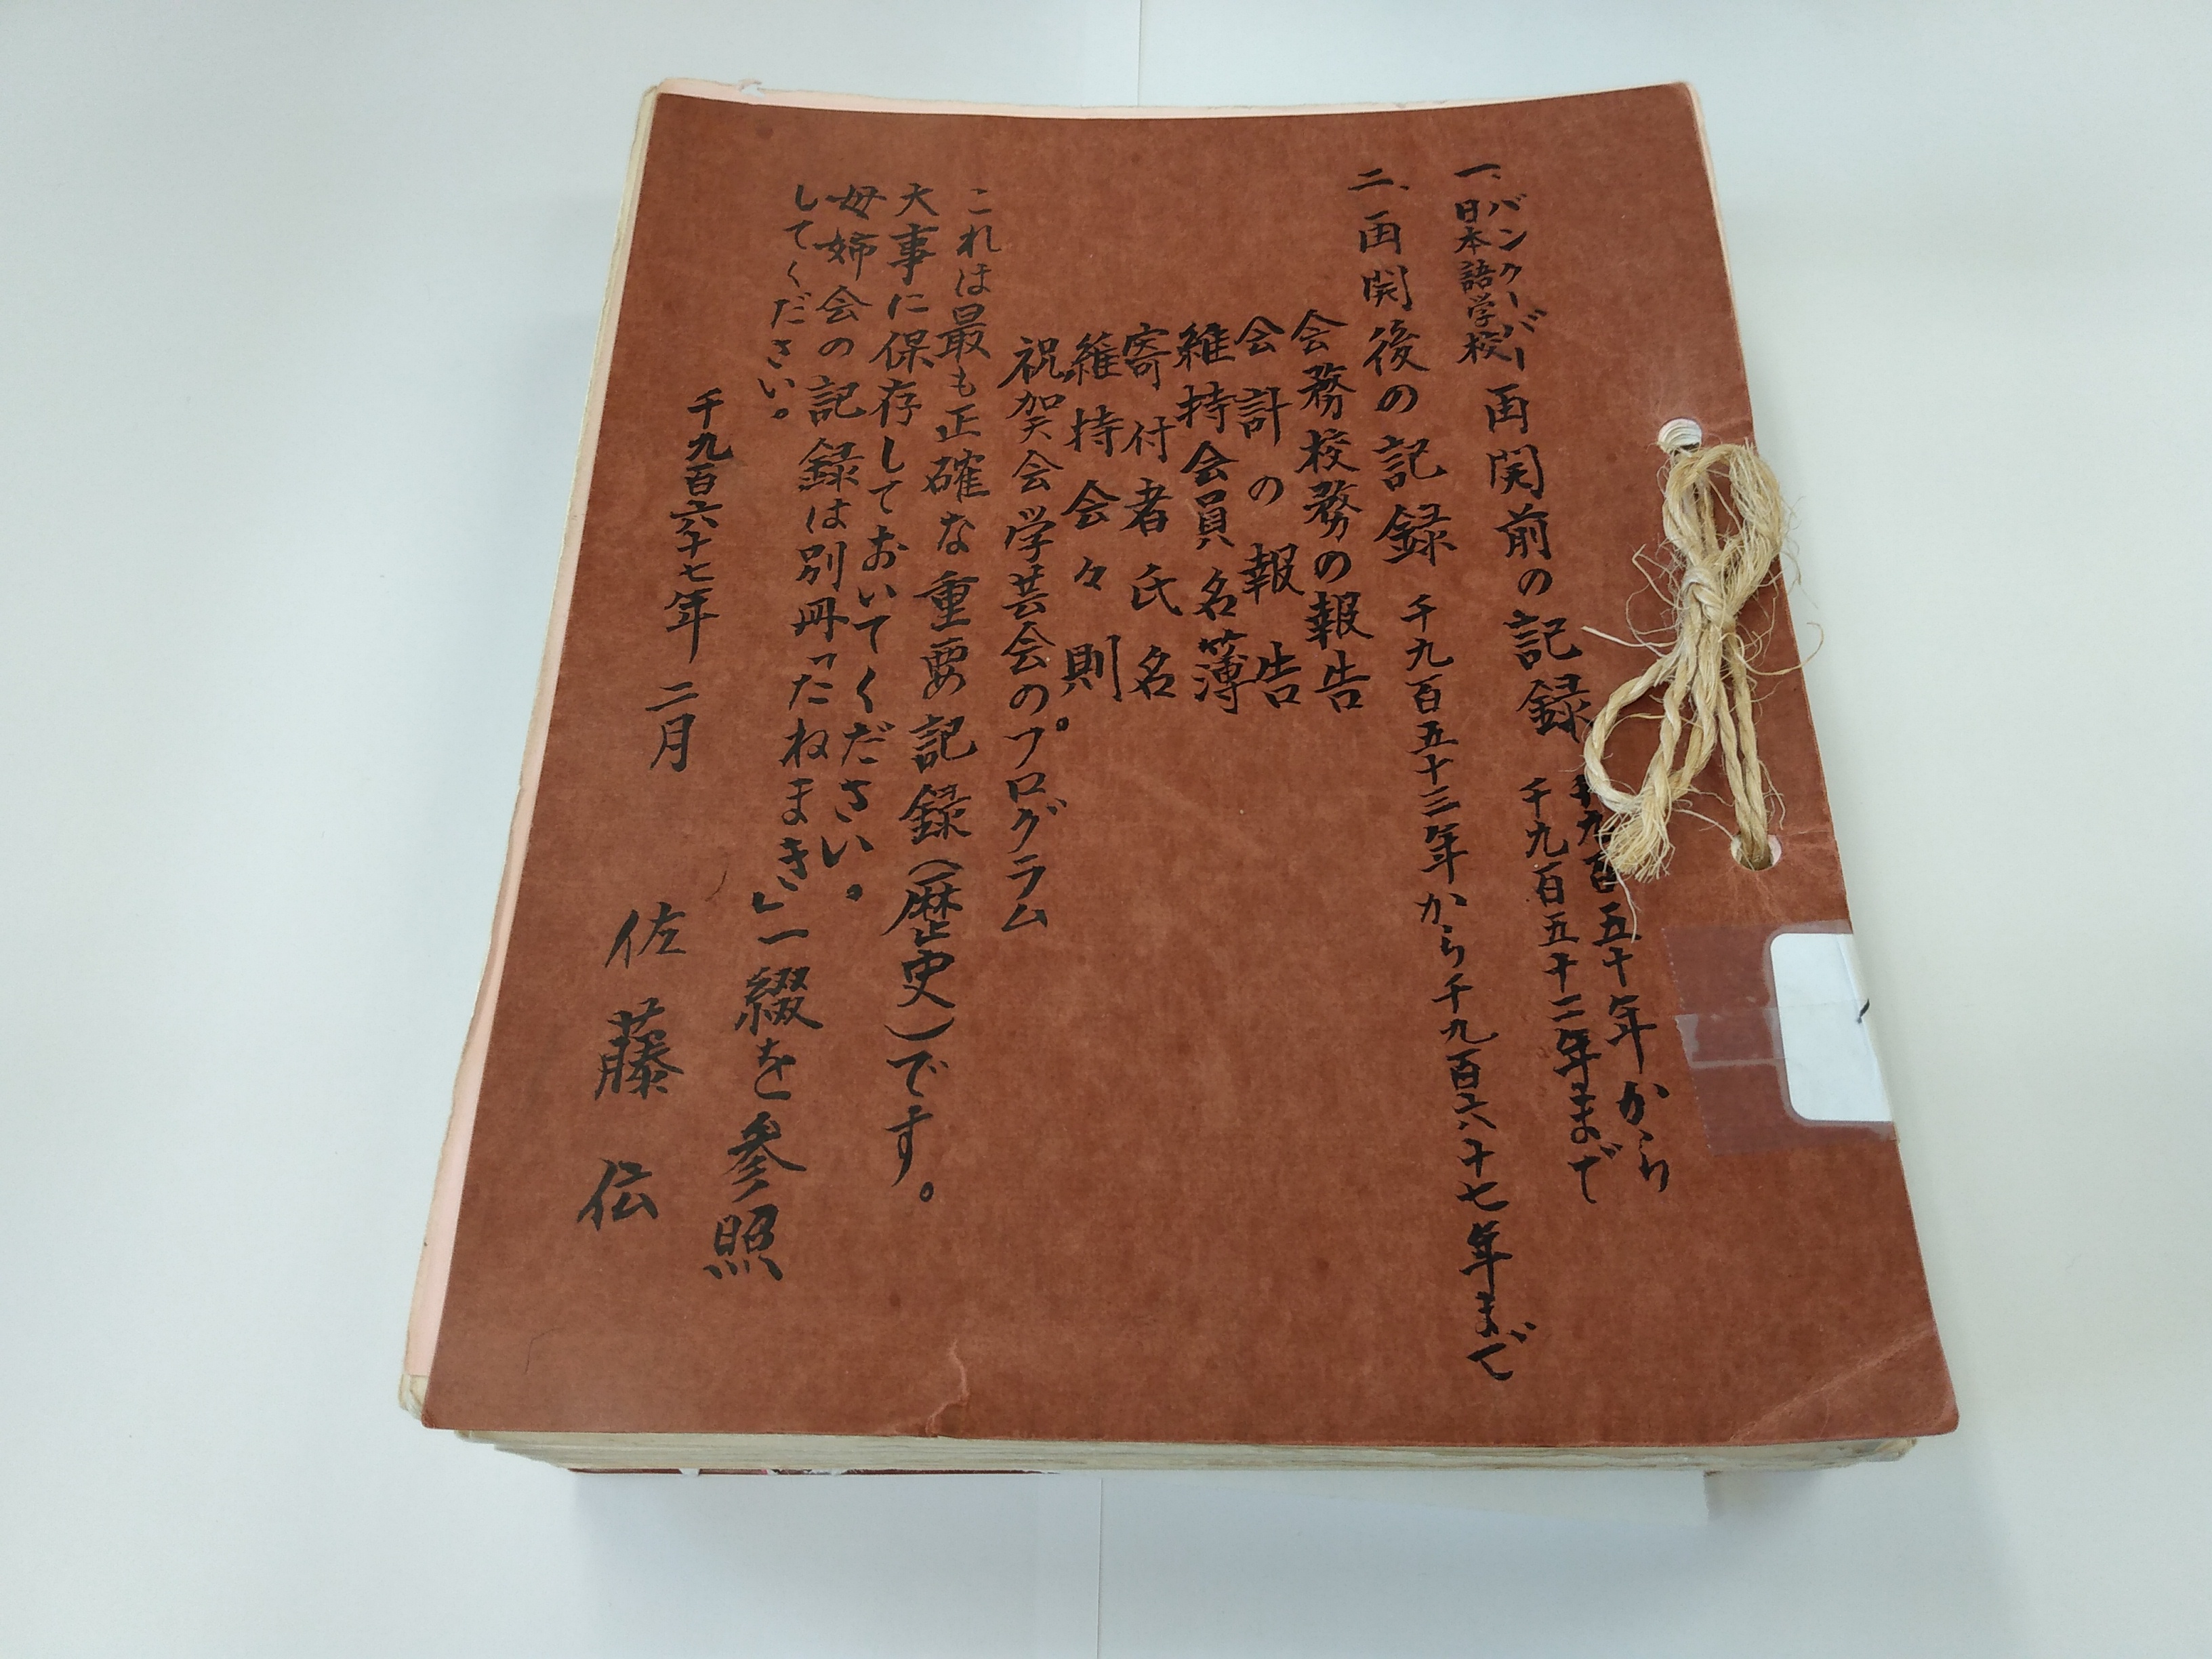 一、バンクーバー日本語学校再開前の記録 千九百五十年から千九百五十二年まで
二、再開後の記録 千九百五十三年から千九百六十七年まで
会務校務の報告
会計の報告
維持会員名簿
寄付者氏名
維持会々則
祝賀会学芸会のプログラム
これは最も正確な重要な記録(歴史)です。
大事に保存しておいてください。
母姉会の記録は別冊「たねまき」一綴を参照
してください。
千九百六十七年 二月
佐藤伝